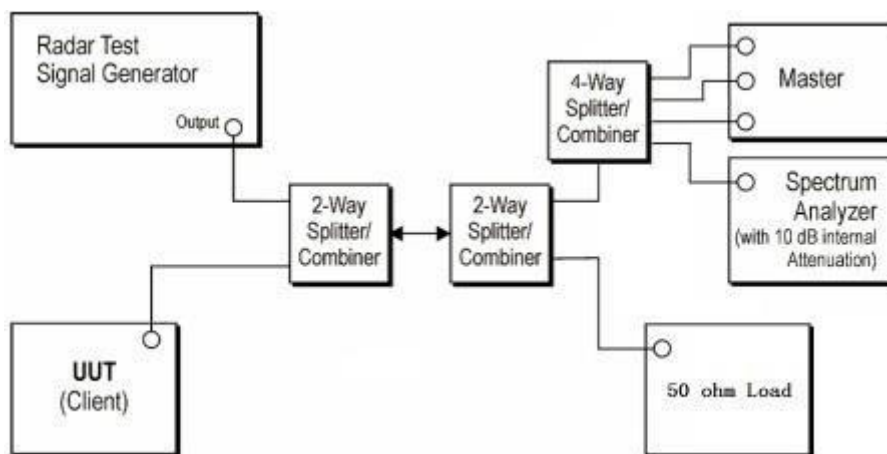 Radar Test
Signal Generator
Output
2-Way
Splitter/
Combiner
2-Way
Splitter/
Combiner
4-Way
Splitter/
Combiner
Master
Spectrum
Analyzer
(with 10 dB internal
Attenuation)
UUT
(Client)
50 ohm Load